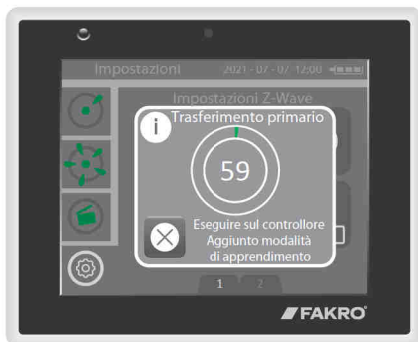 Impostazioni 2021 - 07 - 07 - 12:00
Impostazioni Z-Wave
i
Trasferimento primario
59
Eseguire sul controllore
Aggiunto modalità
di apprendimento
1 2
FAKRO